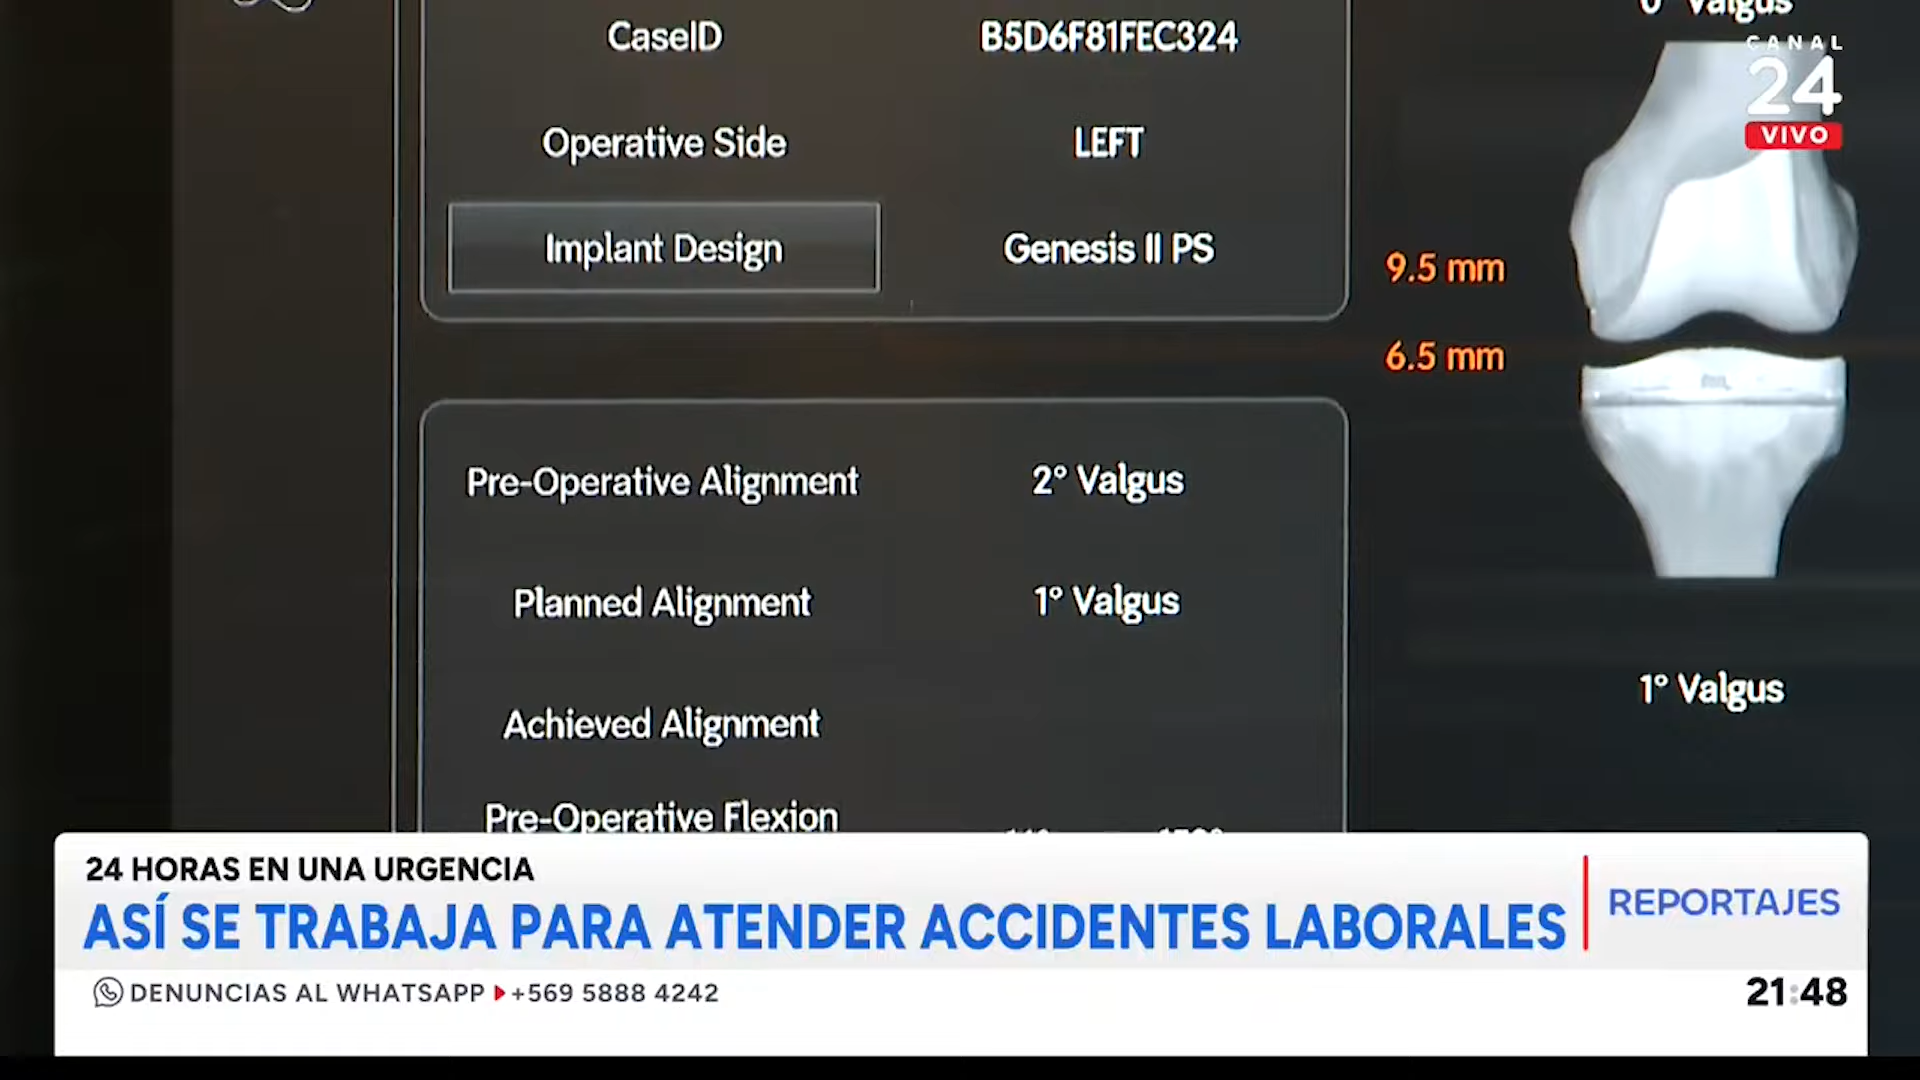 CaseID B5D6F81FEC324
Operative Side LEFT
Implant Design Genesis II PS
Pre-Operative Alignment 2° Valgus
Planned Alignment 1° Valgus
Achieved Alignment
Pre-Operative Flexion
Valgus
9.5 mm
6.5 mm
1° Valgus
CANAL
24
VIVO
24 HORAS EN UNA URGENCIA
ASÍ SE TRABAJA PARA ATENDER ACCIDENTES LABORALES
REPORTAJES
DENUNCIAS AL WHATSAPP +569 5888 4242
21:48